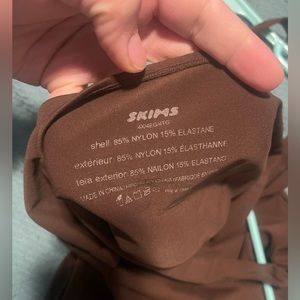 SKIMS
shell: 85% NYLON 15% ELASTANE
extérieur: 85% NYLON 15% ÉLASTHANNE
tela exterior: 85% NAILON 15% ELASTANO
MADE IN CHINA